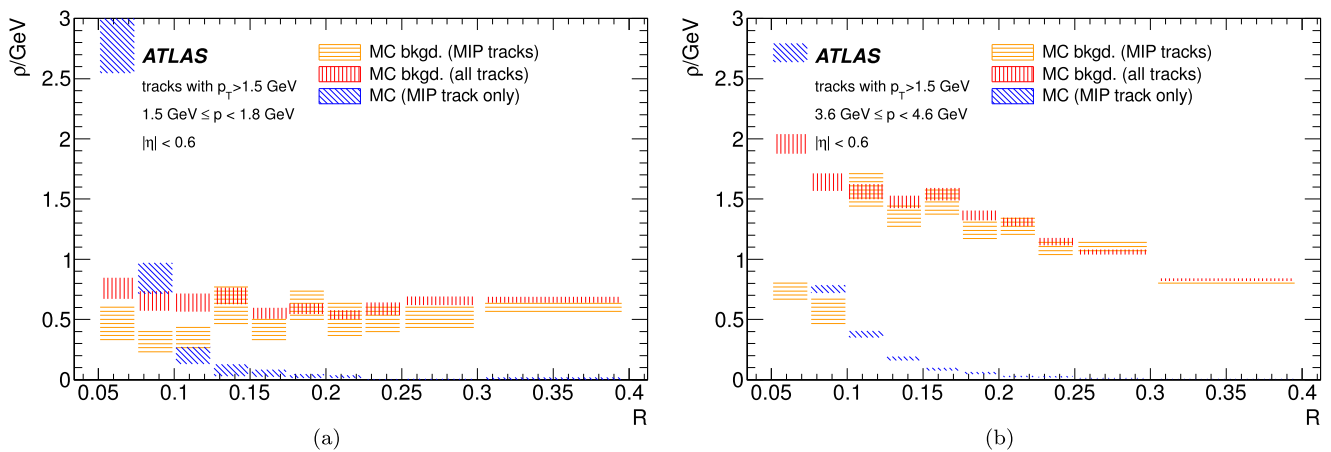 ρ/GeV
3
2.5
2
1.5
1
0.5
0
ATLAS
tracks with pT>1.5 GeV
1.5 GeV ≤ p < 1.8 GeV
|η| < 0.6
MC bkgd. (MIP tracks)
MC bkgd. (all tracks)
MC (MIP track only)
0.05 0.1 0.15 0.2 0.25 0.3 0.35 0.4
R
(a)
ρ/GeV
3
2.5
2
1.5
1
0.5
0
ATLAS
tracks with pT>1.5 GeV
3.6 GeV ≤ p < 4.6 GeV
|η| < 0.6
MC bkgd. (MIP tracks)
MC bkgd. (all tracks)
MC (MIP track only)
0.05 0.1 0.15 0.2 0.25 0.3 0.35 0.4
R
(b)